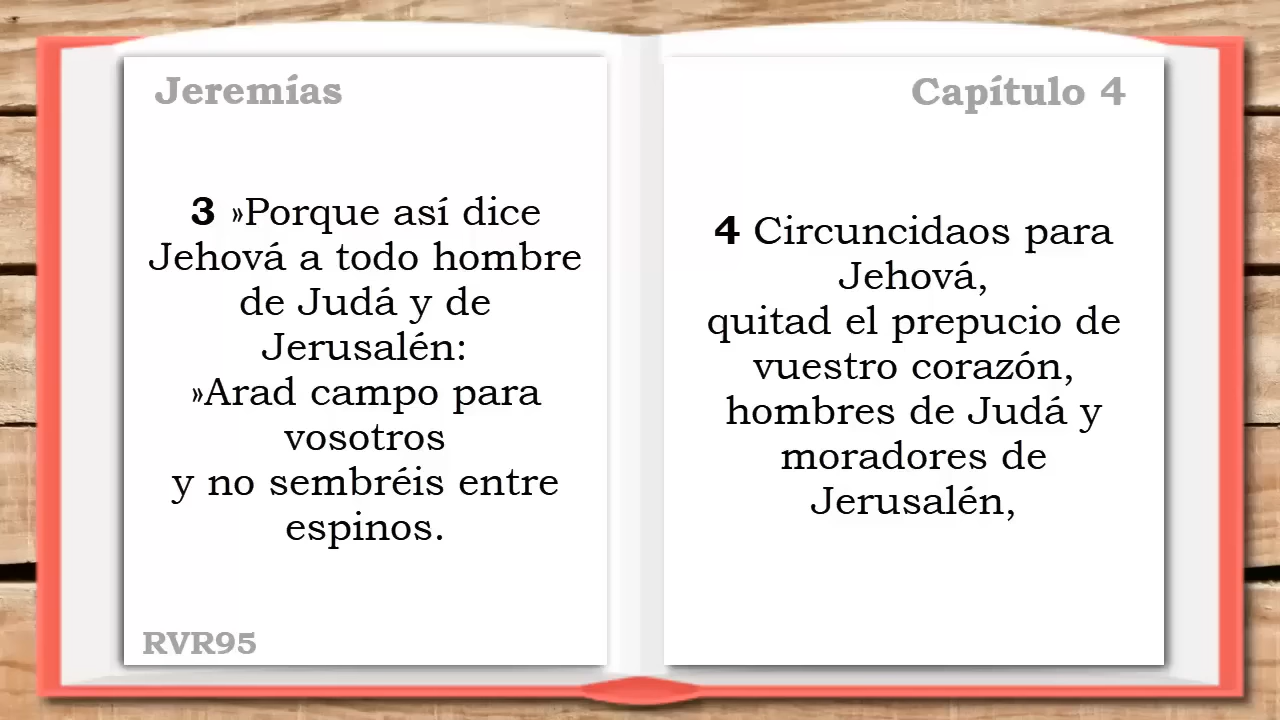 Jeremías
3 »Porque así dice
Jehová a todo hombre
de Judá y de
Jerusalén:
»Arad campo para
vosotros
y no sembréis entre
espinos.
RVR95
Capítulo 4
4 Circuncidaos para
Jehová,
quitad el prepucio de
vuestro corazón,
hombres de Judá y
moradores de
Jerusalén,